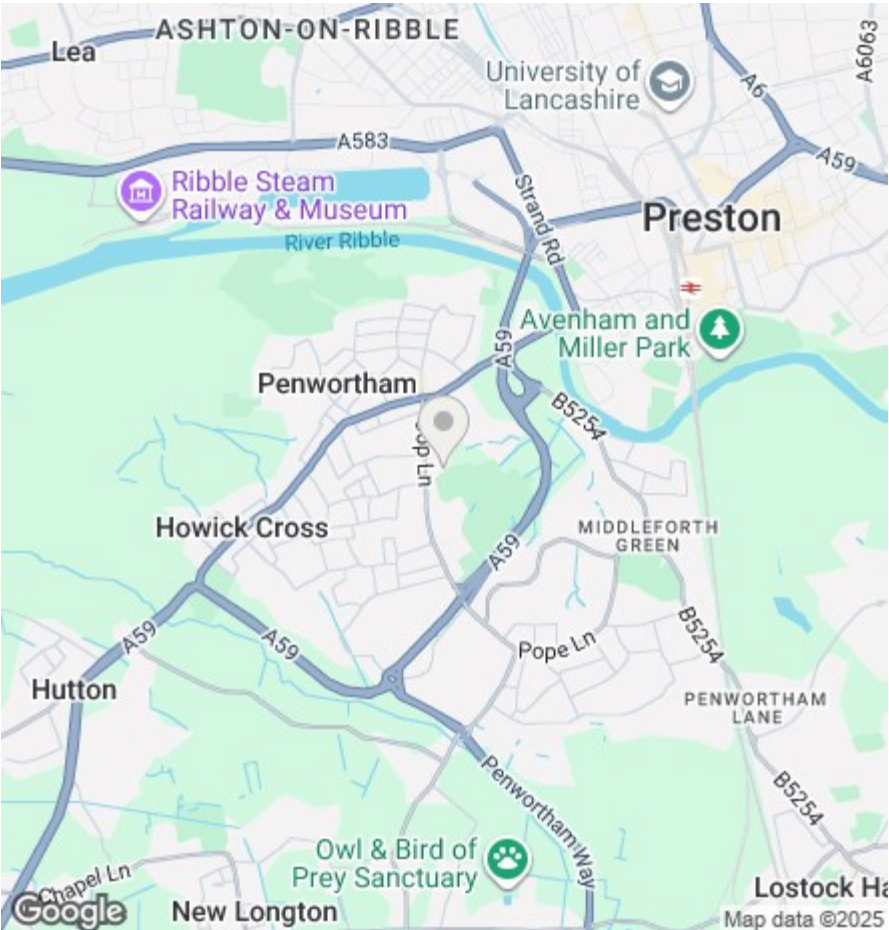 ASHTON-ON-RIBBLE
Lea
A6063
University of
Lancashire
A6
A583
A59
Ribble Steam
Railway & Museum
Strand Rd
Preston
River Ribble
Avenham and
Miller Park
A59
Penwortham
B5254
Howick Cross
MIDDLEFORTH
GREEN
A59
A59
A59
Pope Ln
B5254
Hutton
PENWORTHAM
LANE
Penwortham Way
B5254
Owl & Bird of
Prey Sanctuary
Chapel Ln
Lostock Ha
Google
New Longton
Map data ©2025